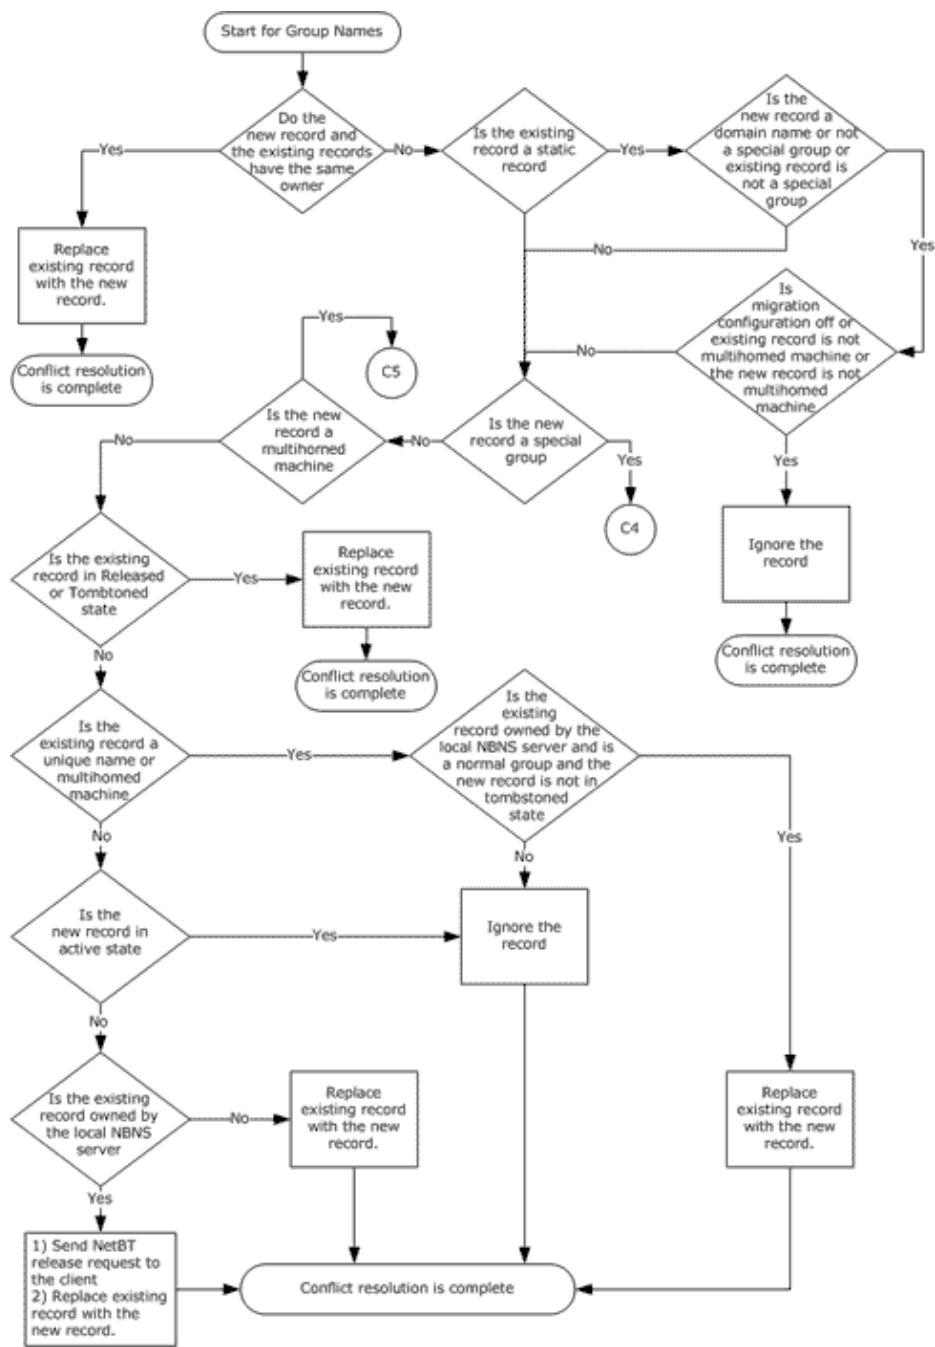 Start for Group Names
Do the
new record and
the existing records
have the same
owner
Yes
No
Is the existing
record a static
record
Yes
Is the
new record a
domain name or not
a special group or
existing record is
not a special
group
No
Yes
Replace
existing record
with the new
record.
Conflict resolution
is complete
Is
migration
configuration off or
existing record is not
multihomed machine or
the new record is not
multihomed
machine
No
Yes
C5
Is the new
record a
multihomed
machine
No
No
Is the new
record a special
group
Yes
C4
Yes
Ignore the
record
Conflict resolution
is complete
Is the existing
record in Released
or Tombtoned
state
Yes
Replace
existing record
with the new
record.
Conflict resolution
is complete
No
Is the
existing record a
unique name or
multihomed
machine
Yes
Is the
existing
record owned by the
local NBNS server and is
a normal group and the
new record is not in
tombstoned
state
Yes
No
No
Is the
new record in
active state
Yes
Ignore the
record
No
Is the existing
record owned by
the local NBNS
server
No
Replace
existing record
with the new
record.
Replace
existing record
with the new
record.
Yes
1) Send NetBT
release request to
the client
2) Replace existing
record with the
new record.
Conflict resolution is complete